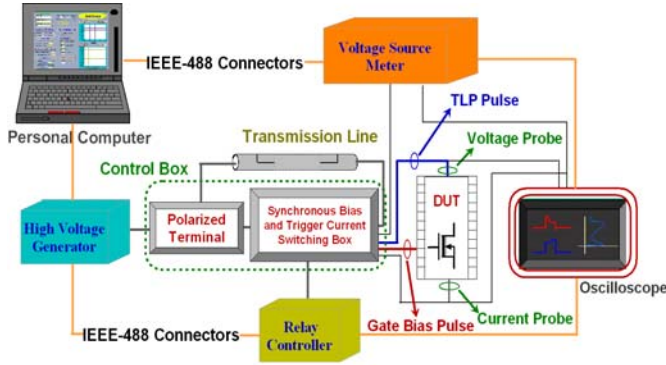 Voltage Source
Meter
IEEE-488 Connectors
TLP Pulse
Personal Computer
Transmission Line
Voltage Probe
Control Box
DUT
High Voltage
Generator
Polarized
Terminal
Synchronous Bias
and Trigger Current
Switching Box
Oscilloscope
IEEE-488 Connectors
Relay
Controller
Gate Bias Pulse
Current Probe